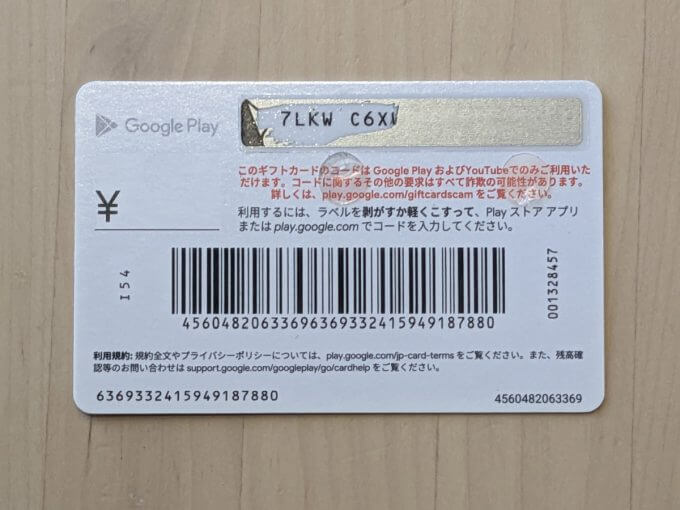 Google Play
7LKW C6X
このギフトカードのコードは Google Play およびYouTubeでのみご利用いた
だけます。コードに関するその他の要求はすべて詐欺の可能性があります。
詳しくは、play.google.com/giftcardscam をご覧ください。
¥
利用するには、ラベルを剥がすか軽くこすって、Play ストア アプリ
または play.google.com でコードを入力してください。
I54
45604820633696369332415949187880
001328457
利用規約: 規約全文やプライバシーポリシーについては、play.google.com/jp-card-terms をご覧ください。また、残高確
認等のお問い合わせは support.google.com/googleplay/go/cardhelp をご覧ください。
6369332415949187880
4560482063369